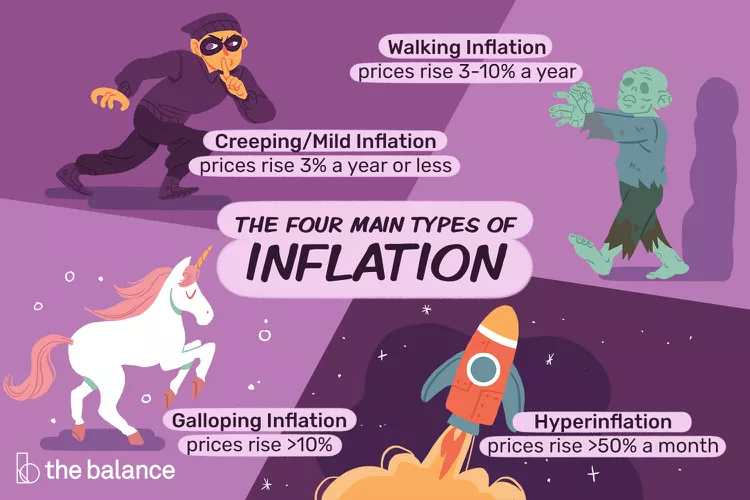 Walking Inflation
prices rise 3-10% a year
Creeping/Mild Inflation
prices rise 3% a year or less
THE FOUR MAIN TYPES OF
INFLATION
Galloping Inflation
prices rise >10%
Hyperinflation
prices rise >50% a month
the balance